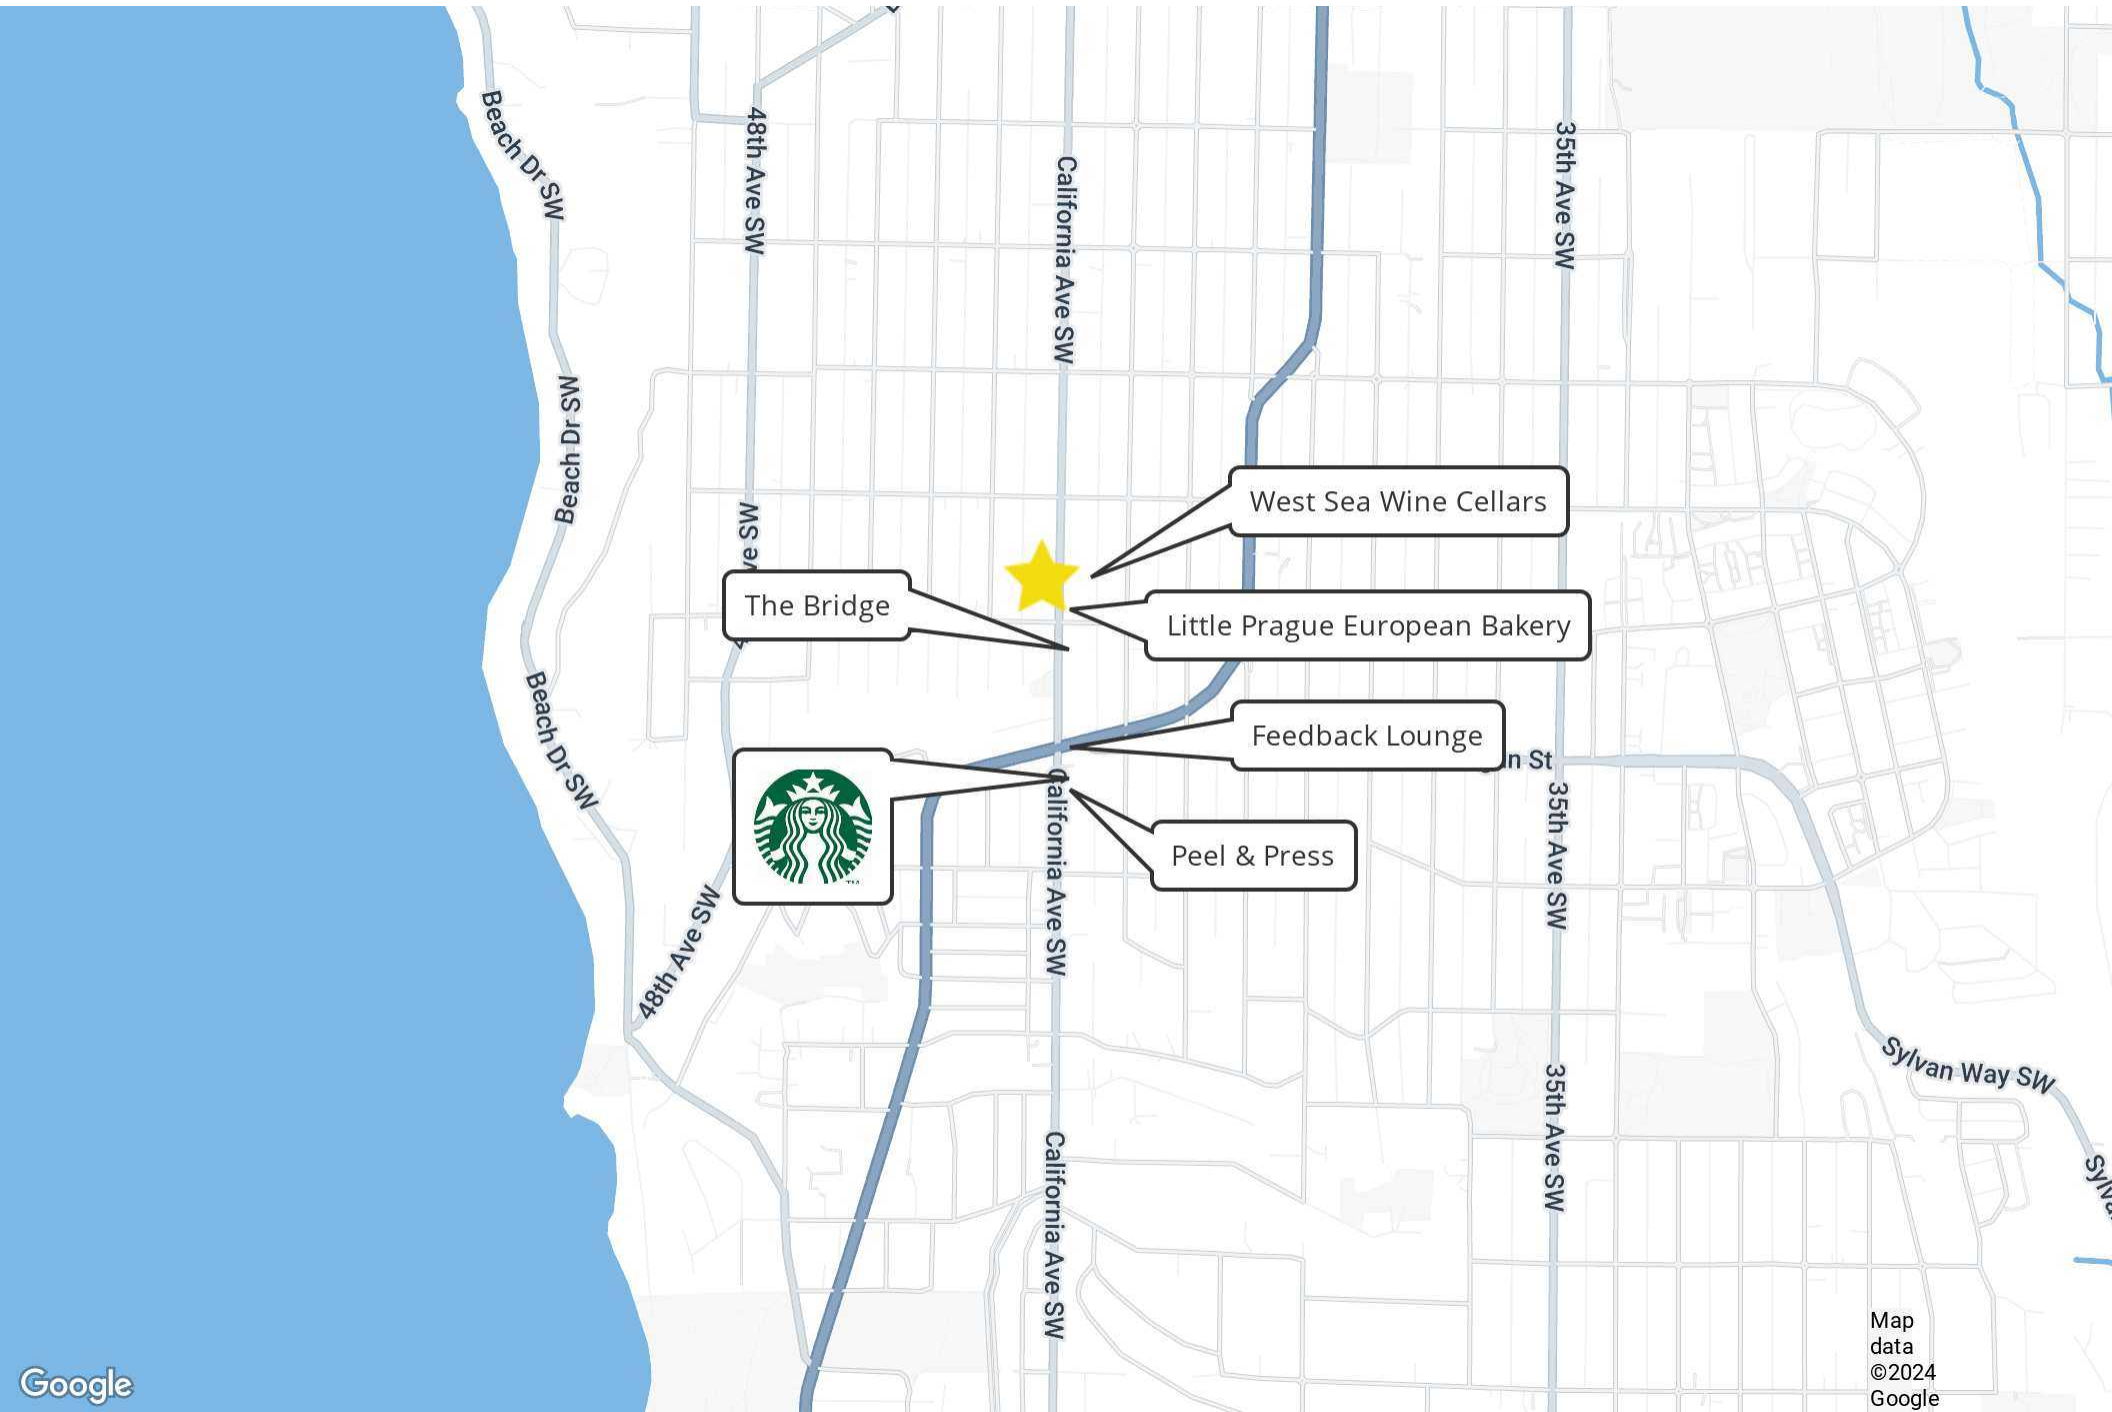 Beach Dr SW
48th Ave SW
California Ave SW
35th Ave SW
Beach Dr SW
West Sea Wine Cellars
The Bridge
Little Prague European Bakery
Beach Dr SW
Feedback Lounge
St
California Ave SW
35th Ave SW
Peel & Press
TM
48th Ave SW
Sylvan Way SW
35th Ave SW
California Ave SW
Map
data
©2024
Google
Google